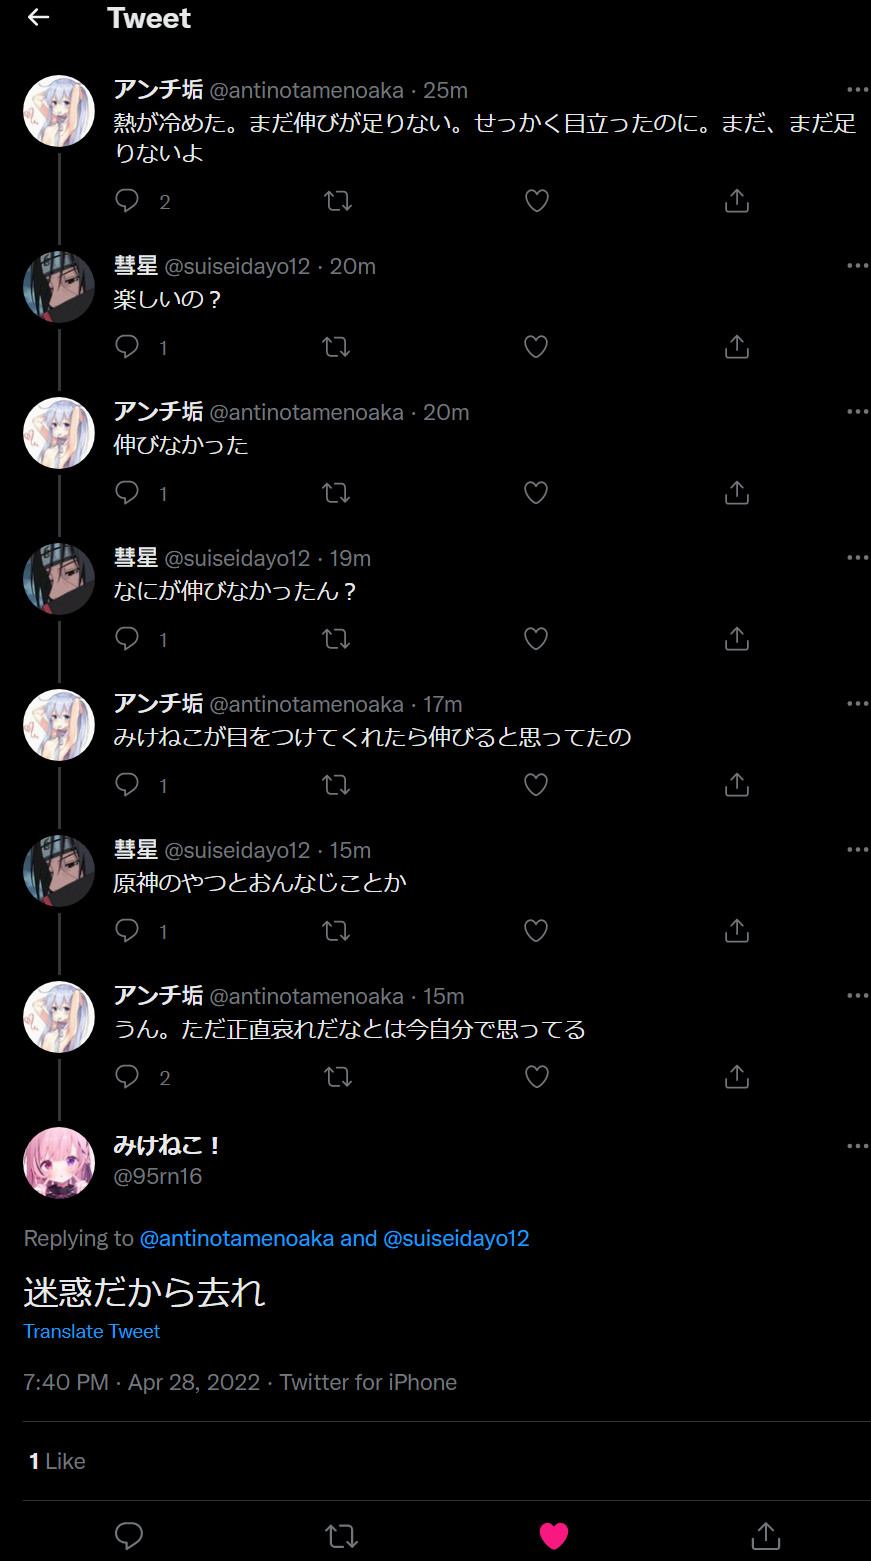 Tweet
アンチ垢 @antinotamenoaka · 25m
熱が冷めた。まだ伸びが足りない。せっかく目立ったのに。まだ、まだ足
りないよ
2
彗星 @suiseidayo12 · 20m
楽しいの？
1
アンチ垢 @antinotamenoaka · 20m
伸びなかった
1
彗星 @suiseidayo12 · 19m
なにが伸びなかったん？
1
アンチ垢 @antinotamenoaka · 17m
みけねこが目をつけてくれたら伸びると思ってたの
1
彗星 @suiseidayo12 · 15m
原神のやつとおんなじことか
1
アンチ垢 @antinotamenoaka · 15m
うん。ただ正直哀れだなとは今自分で思ってる
2
みけねこ！
@95rn16
Replying to @antinotamenoaka and @suiseidayo12
迷惑だから去れ
Translate Tweet
7:40 PM · Apr 28, 2022 · Twitter for iPhone
1 Like